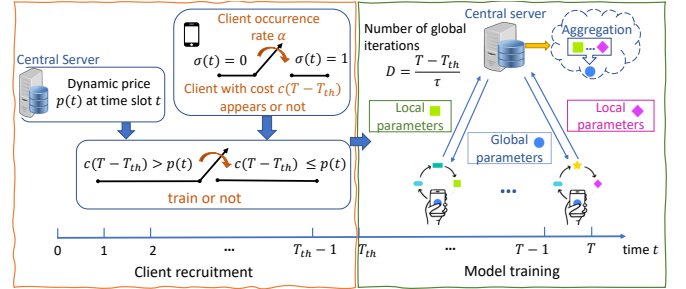 Central Server
Dynamic price
p(t) at time slot t
Client occurrence
rate α
σ(t) = 0
σ(t) = 1
Client with cost c(T − T_th)
appears or not
c(T − T_th) > p(t)
c(T − T_th) ≤ p(t)
train or not
0
1
2
...
T_th − 1
Client recruitment
Number of global
iterations
D = (T − T_th) / τ
Central server
Aggregation
...
Local
parameters
Global
parameters
Local
parameters
...
T_th
...
T − 1
T
time t
Model training